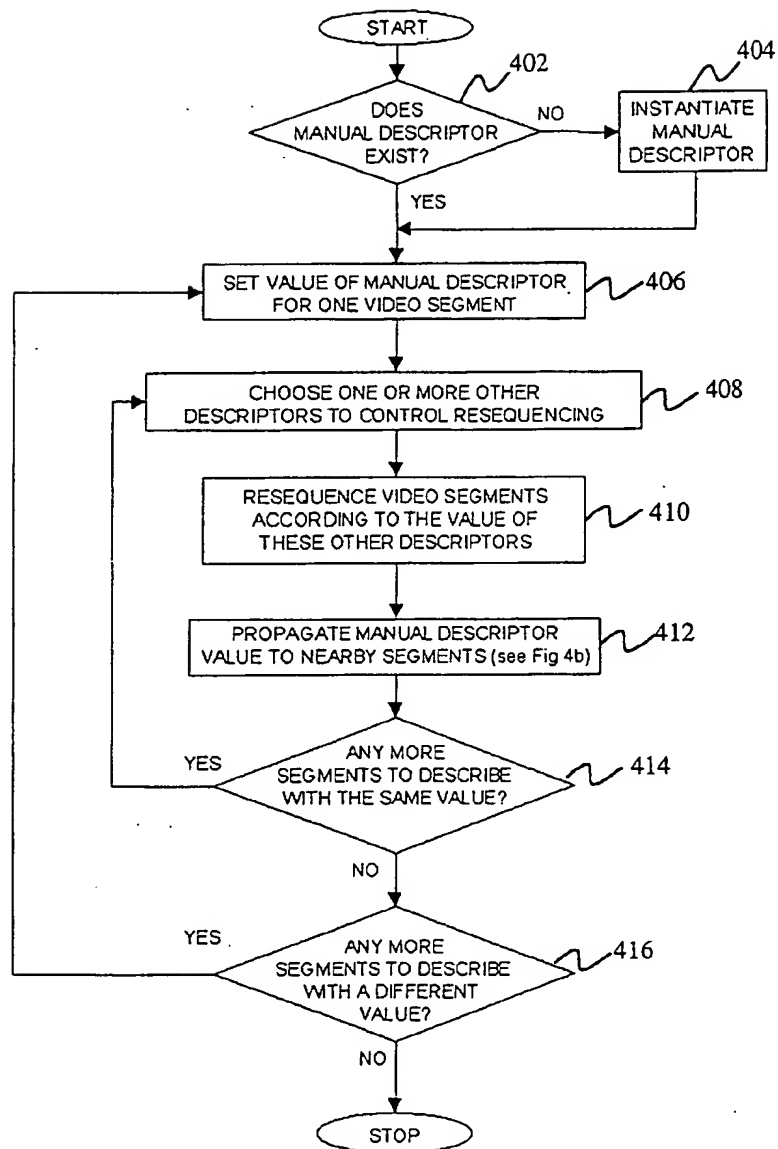 START
402
DOES
MANUAL DESCRIPTOR
EXIST?
NO
404
INSTANTIATE
MANUAL
DESCRIPTOR
YES
SET VALUE OF MANUAL DESCRIPTOR
FOR ONE VIDEO SEGMENT
406
CHOOSE ONE OR MORE OTHER
DESCRIPTORS TO CONTROL RESEQUENCING
408
RESEQUENCE VIDEO SEGMENTS
ACCORDING TO THE VALUE OF
THESE OTHER DESCRIPTORS
410
PROPAGATE MANUAL DESCRIPTOR
VALUE TO NEARBY SEGMENTS (see Fig 4b)
412
YES
ANY MORE
SEGMENTS TO DESCRIBE
WITH THE SAME VALUE?
414
NO
YES
ANY MORE
SEGMENTS TO DESCRIBE
WITH A DIFFERENT
VALUE?
416
NO
STOP